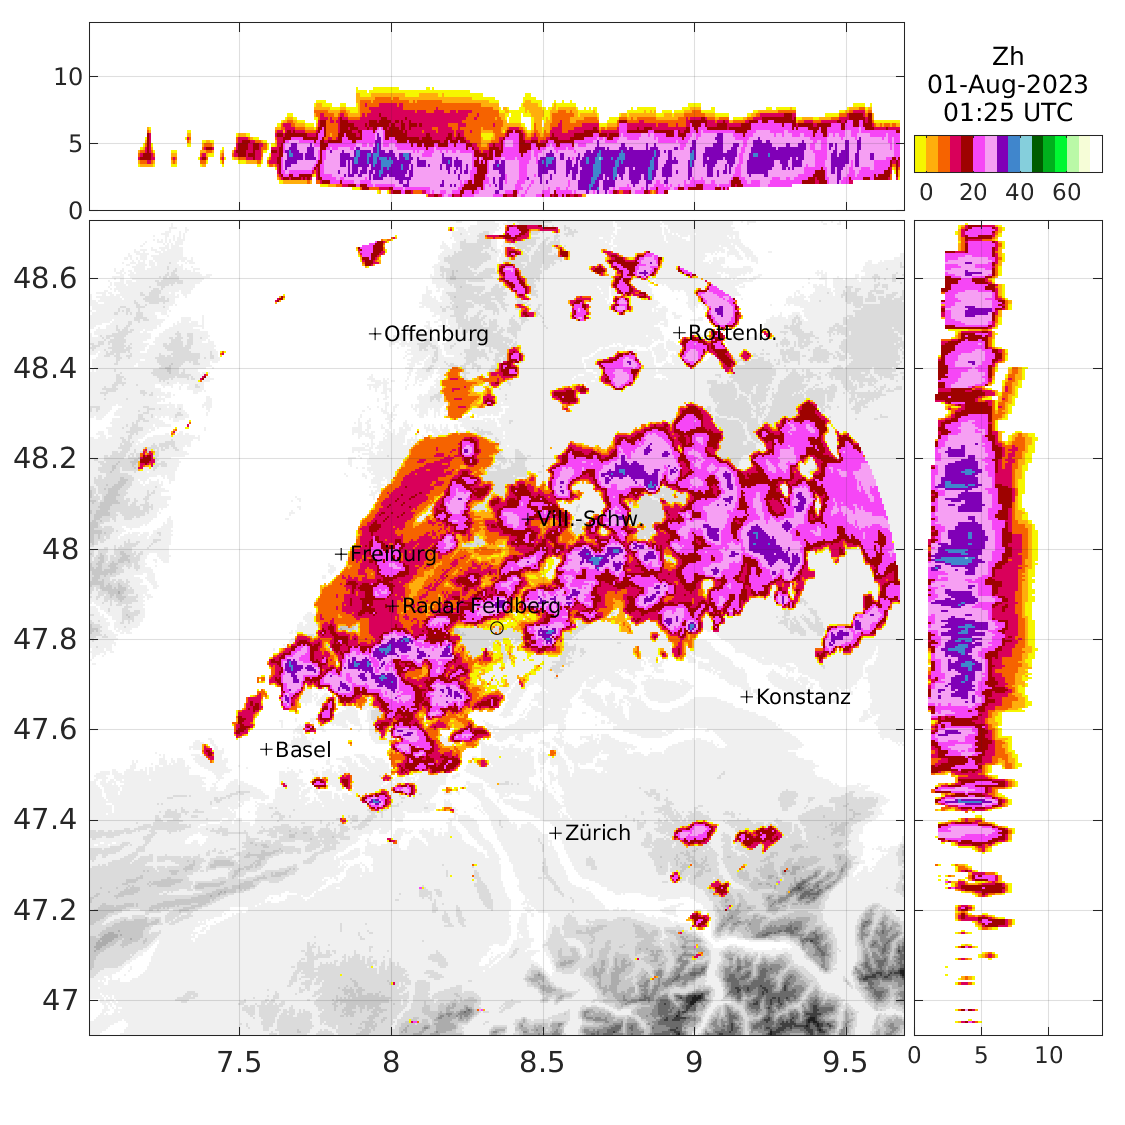 10
5
0
Zh
01-Aug-2023
01:25 UTC
0 20 40 60
48.6
48.4
48.2
48
47.8
47.6
47.4
47.2
47
+Offenburg
+Rottenb.
+Vill.-Schw.
+Freiburg
+Radar Feldberg
+Konstanz
+Basel
+Zürich
7.5 8 8.5 9 9.5
0 5 10